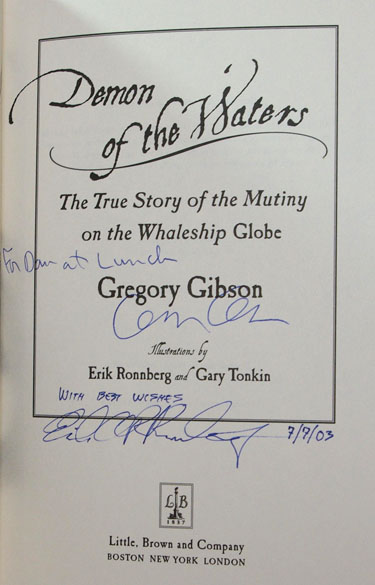 Demon
of the Waters
The True Story of the Mutiny
on the Whaleship Globe
For Dan at Lunch
Gregory Gibson
Illustrations by
Erik Ronnberg and Gary Tonkin
WITH BEST WISHES
7/7/03
L B
1837
Little, Brown and Company
BOSTON NEW YORK LONDON